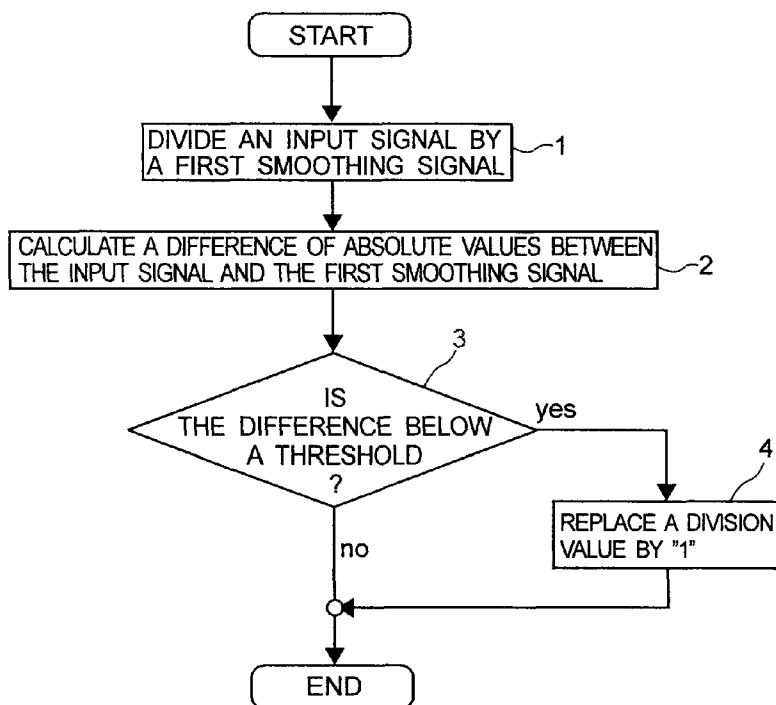 START
DIVIDE AN INPUT SIGNAL BY
A FIRST SMOOTHING SIGNAL
1
CALCULATE A DIFFERENCE OF ABSOLUTE VALUES BETWEEN
THE INPUT SIGNAL AND THE FIRST SMOOTHING SIGNAL
2
3
IS
THE DIFFERENCE BELOW
A THRESHOLD
?
yes
4
REPLACE A DIVISION
VALUE BY "1"
no
END